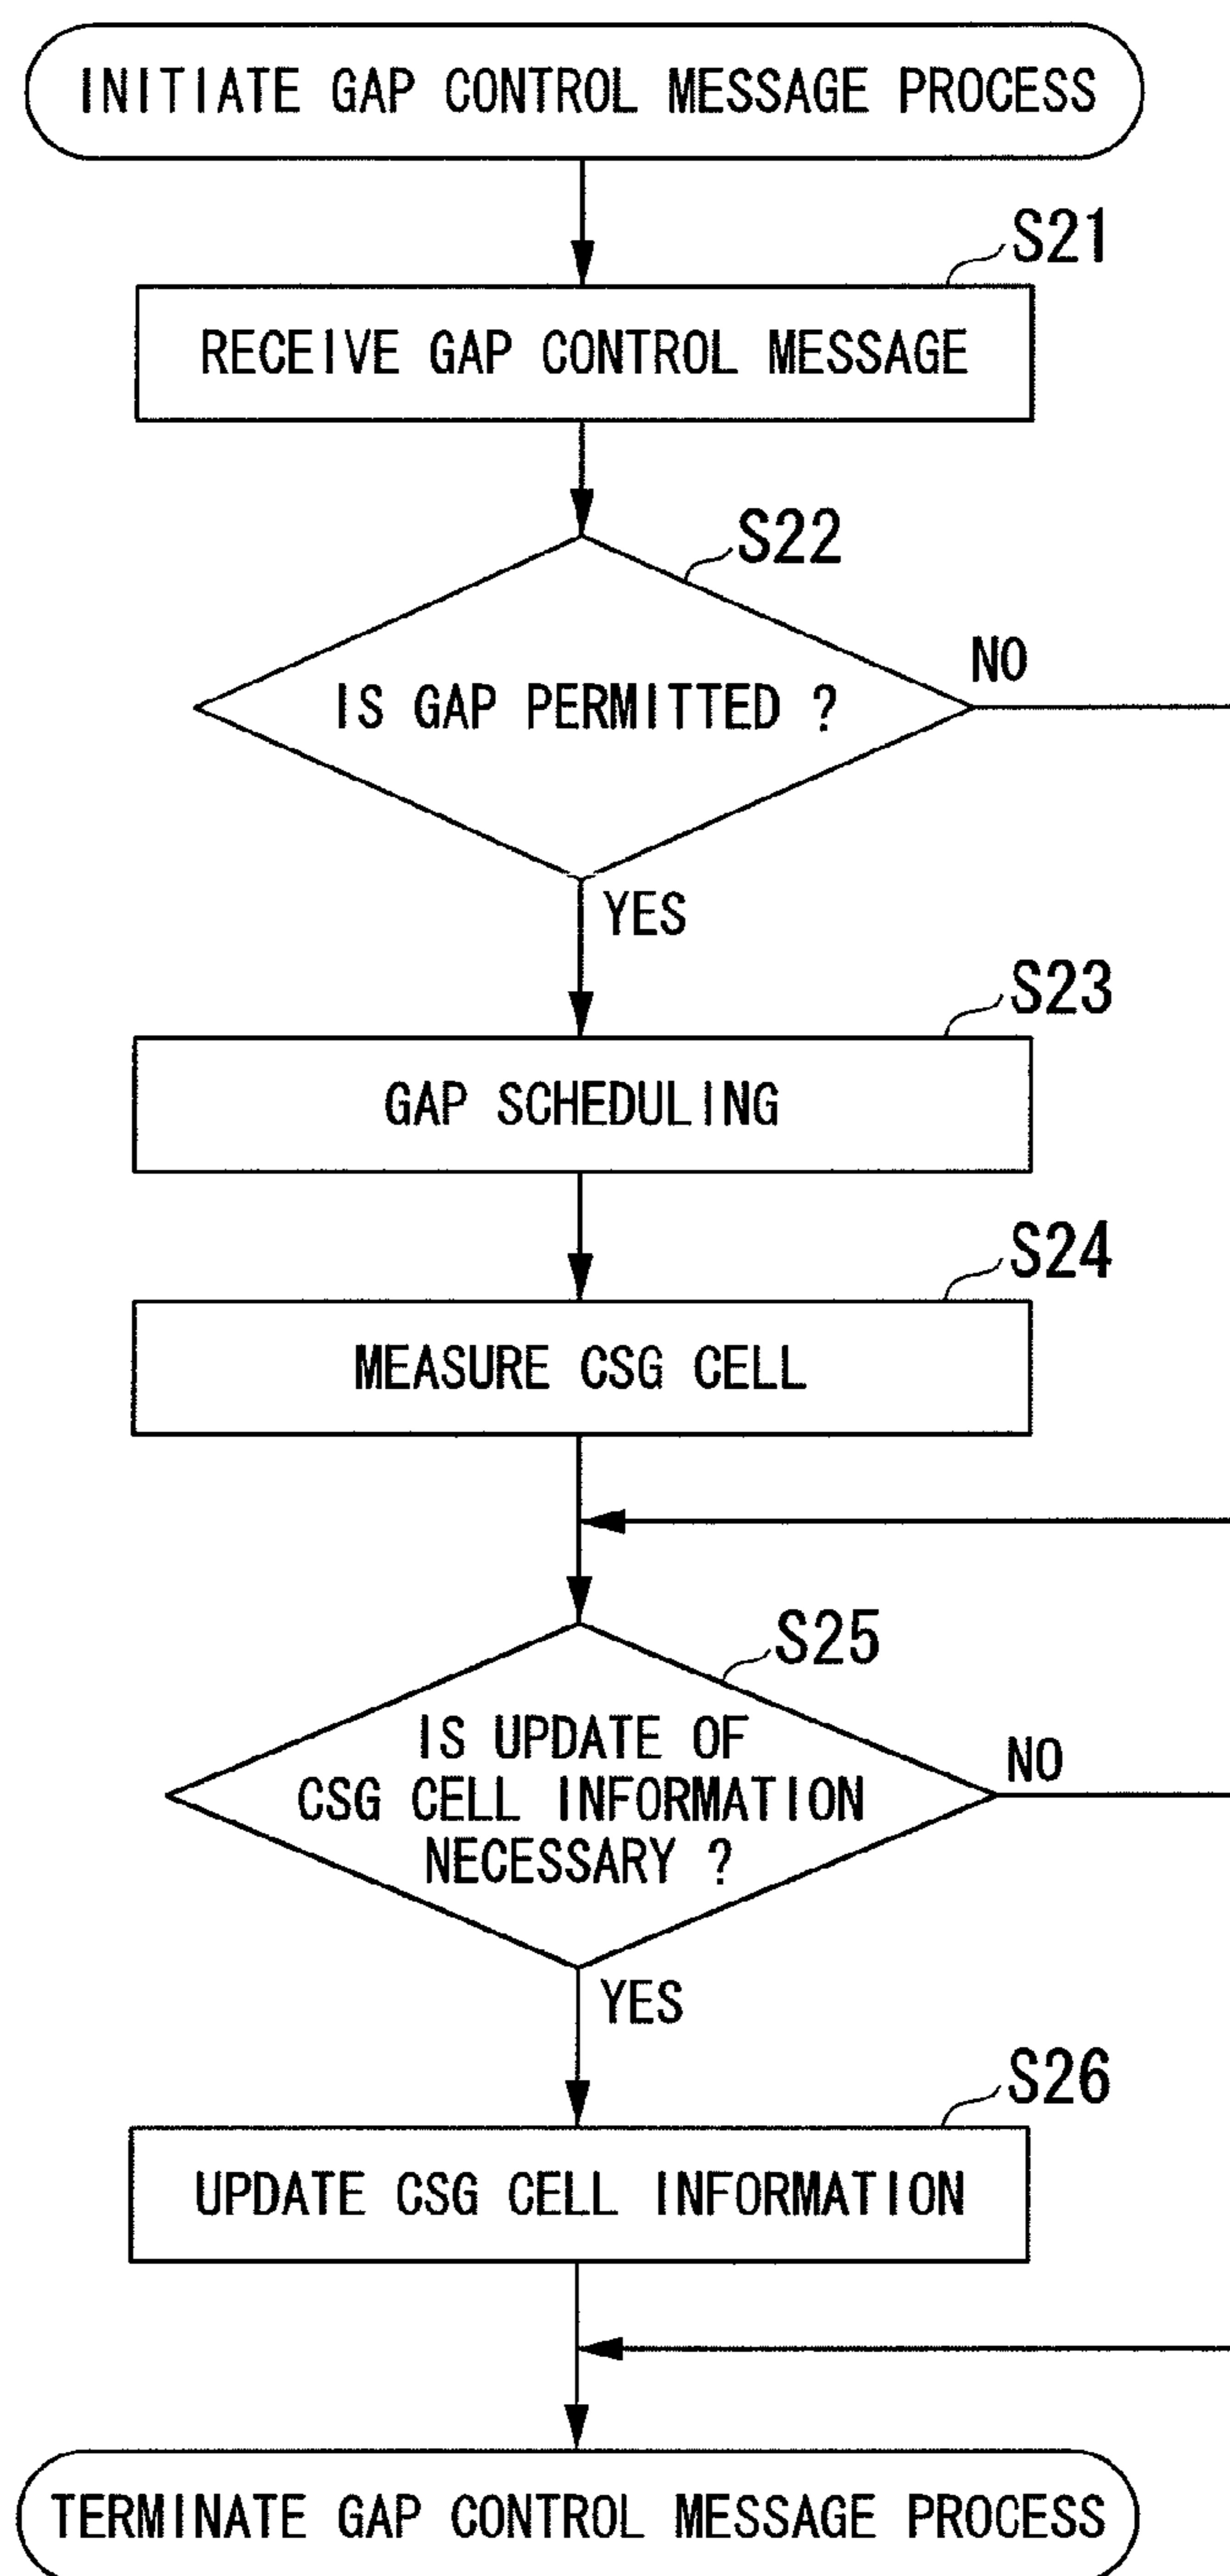 INITIATE GAP CONTROL MESSAGE PROCESS
S21
RECEIVE GAP CONTROL MESSAGE
S22
IS GAP PERMITTED ?
NO
YES
S23
GAP SCHEDULING
S24
MEASURE CSG CELL
S25
IS UPDATE OF
CSG CELL INFORMATION
NECESSARY ?
NO
YES
S26
UPDATE CSG CELL INFORMATION
TERMINATE GAP CONTROL MESSAGE PROCESS